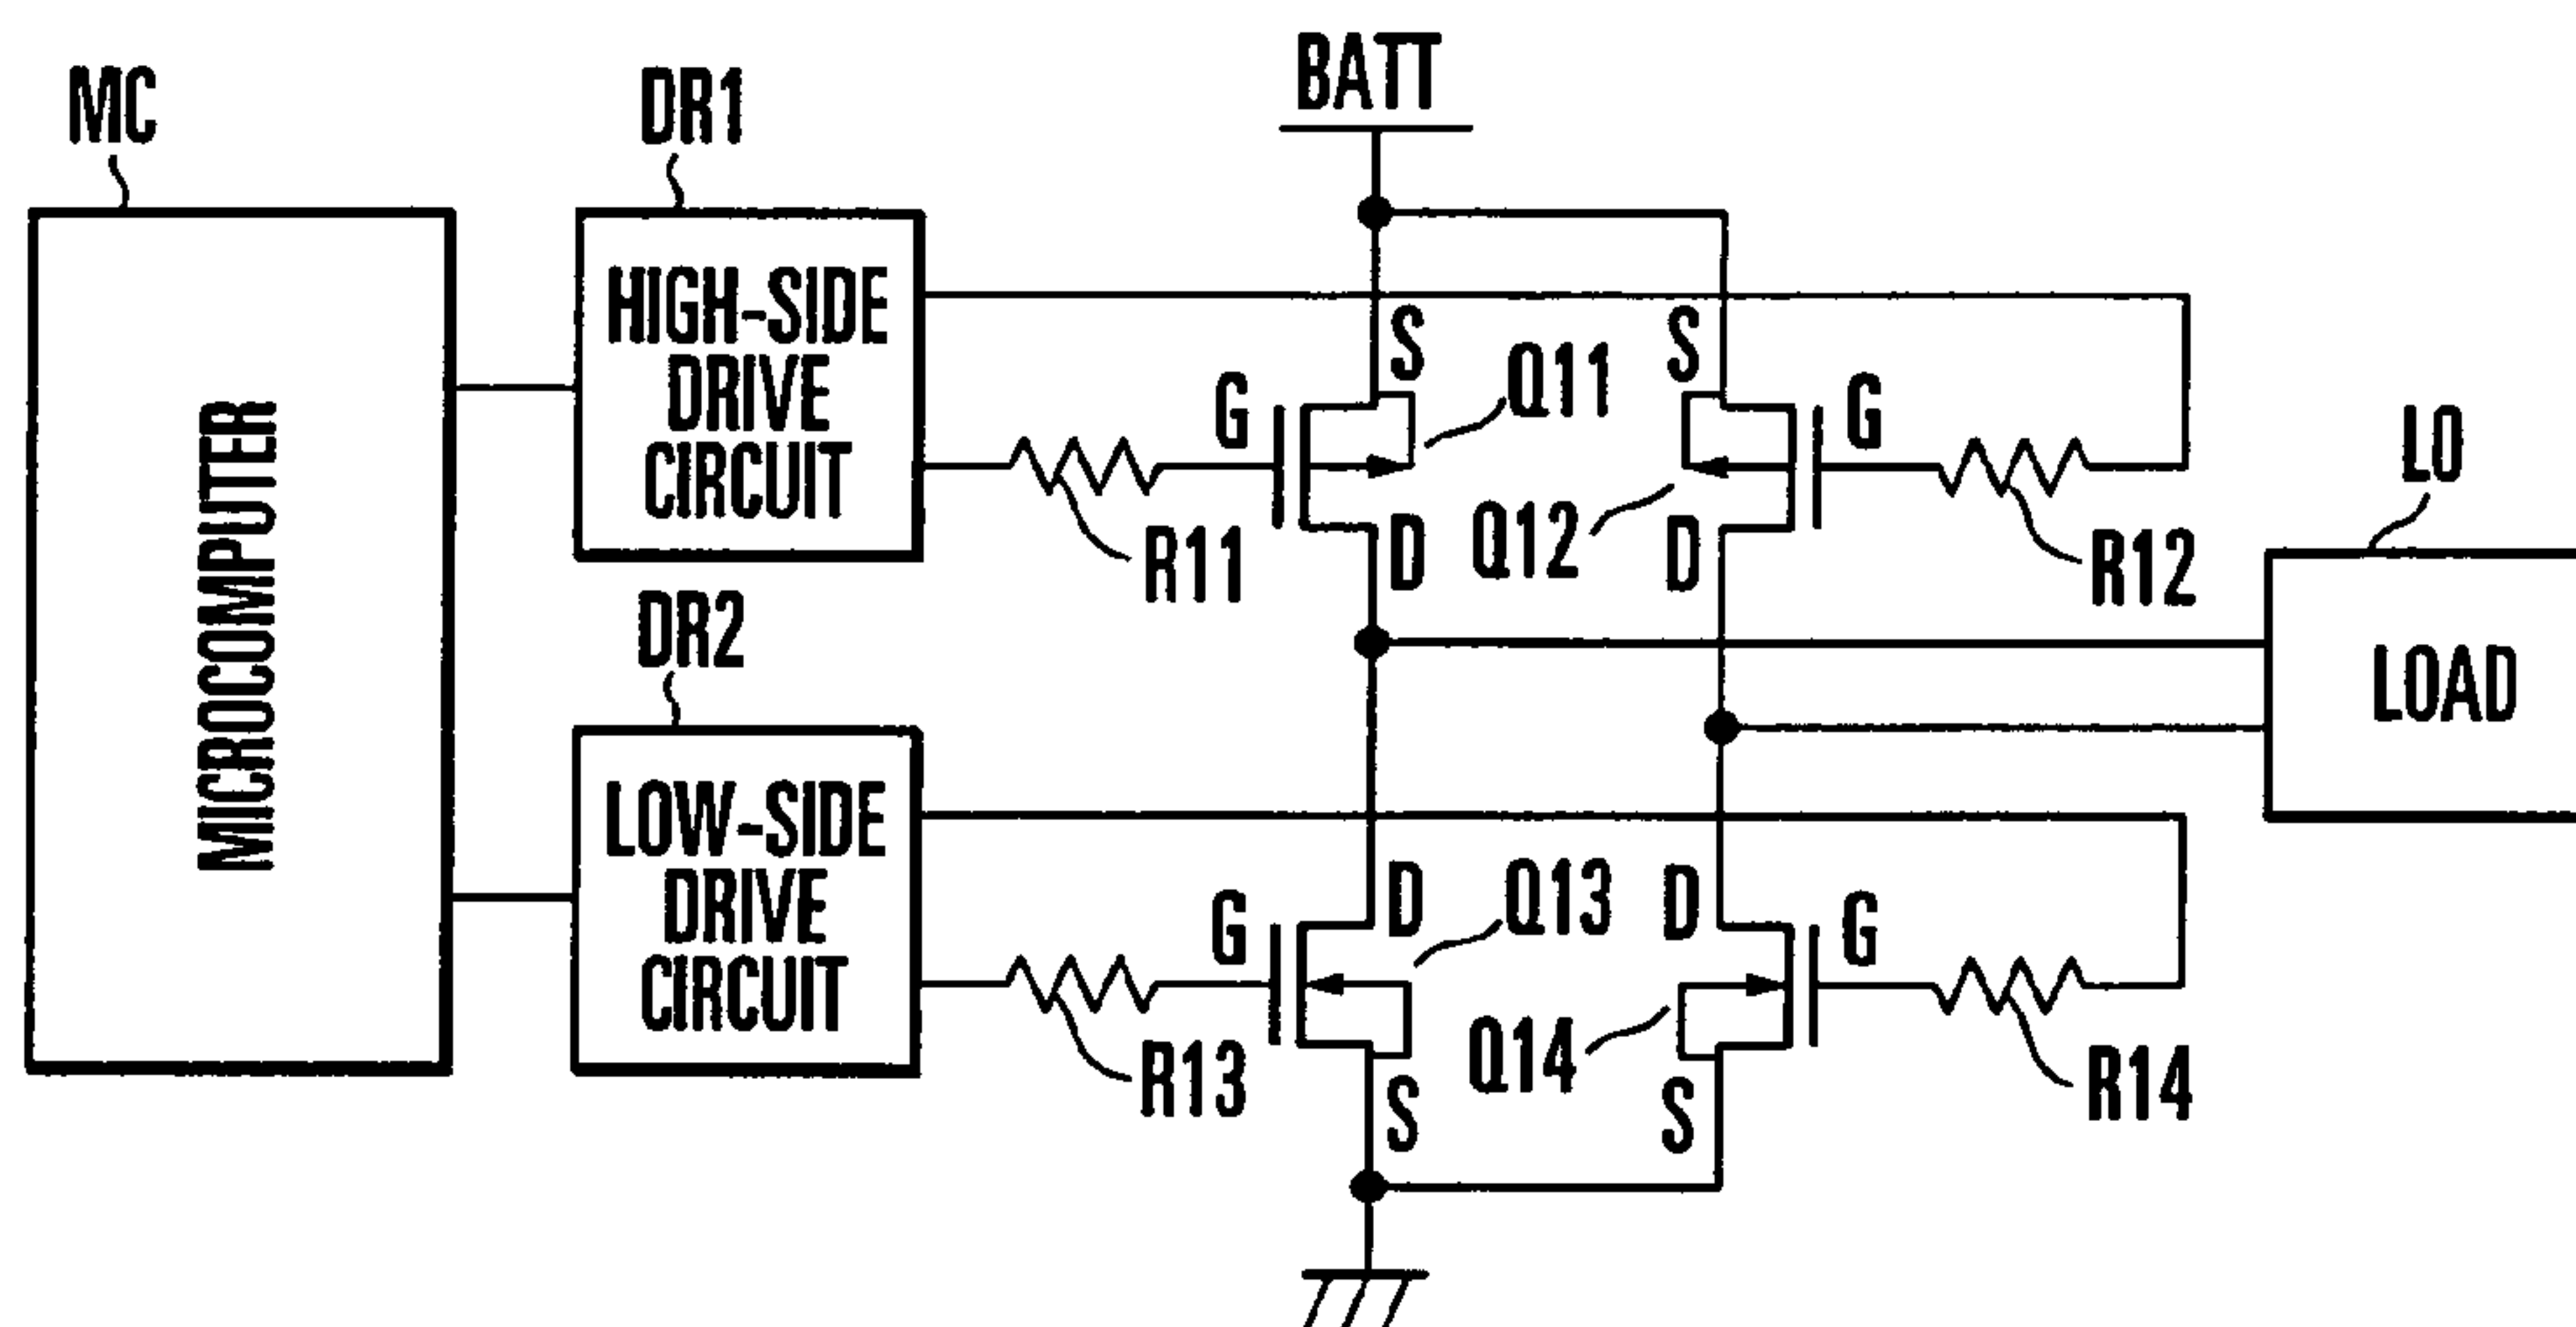 MC
DR1
BATT
HIGH-SIDE
DRIVE
CIRCUIT
S
S
Q11
G
G
R11
Q12
D
D
R12
LO
LOAD
MICROCOMPUTER
DR2
LOW-SIDE
DRIVE
CIRCUIT
D
Q13
D
G
G
R13
Q14
S
S
R14